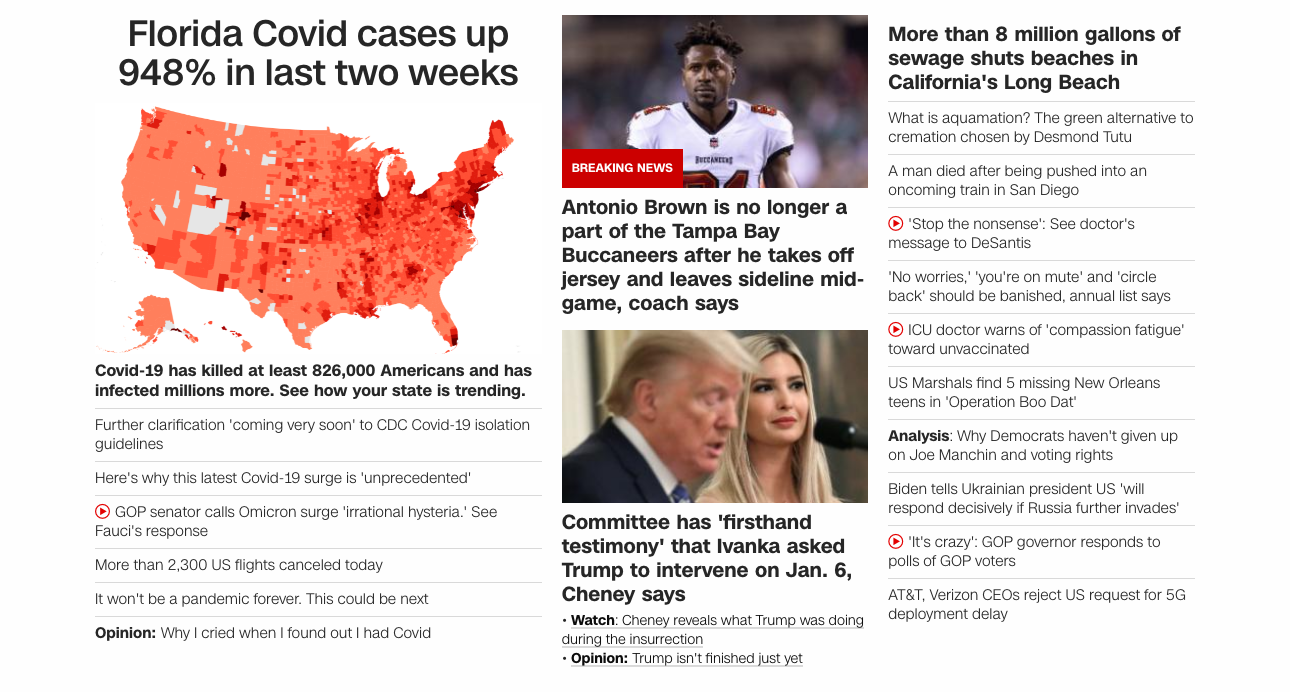 Florida Covid cases up
948% in last two weeks
Covid-19 has killed at least 826,000 Americans and has
infected millions more. See how your state is trending.
Further clarification 'coming very soon' to CDC Covid-19 isolation
guidelines
Here's why this latest Covid-19 surge is 'unprecedented'
GOP senator calls Omicron surge 'irrational hysteria.' See
Fauci's response
More than 2,300 US flights canceled today
It won't be a pandemic forever. This could be next
Opinion: Why I cried when I found out I had Covid
BUCCANEERS
BREAKING NEWS
Antonio Brown is no longer a
part of the Tampa Bay
Buccaneers after he takes off
jersey and leaves sideline mid-
game, coach says
Committee has 'firsthand
testimony' that Ivanka asked
Trump to intervene on Jan. 6,
Cheney says
• Watch: Cheney reveals what Trump was doing
during the insurrection
• Opinion: Trump isn't finished just yet
More than 8 million gallons of
sewage shuts beaches in
California's Long Beach
What is aquamation? The green alternative to
cremation chosen by Desmond Tutu
A man died after being pushed into an
oncoming train in San Diego
'Stop the nonsense': See doctor's
message to DeSantis
'No worries,' 'you're on mute' and 'circle
back' should be banished, annual list says
ICU doctor warns of 'compassion fatigue'
toward unvaccinated
US Marshals find 5 missing New Orleans
teens in 'Operation Boo Dat'
Analysis: Why Democrats haven't given up
on Joe Manchin and voting rights
Biden tells Ukrainian president US 'will
respond decisively if Russia further invades'
'It's crazy': GOP governor responds to
polls of GOP voters
AT&T, Verizon CEOs reject US request for 5G
deployment delay